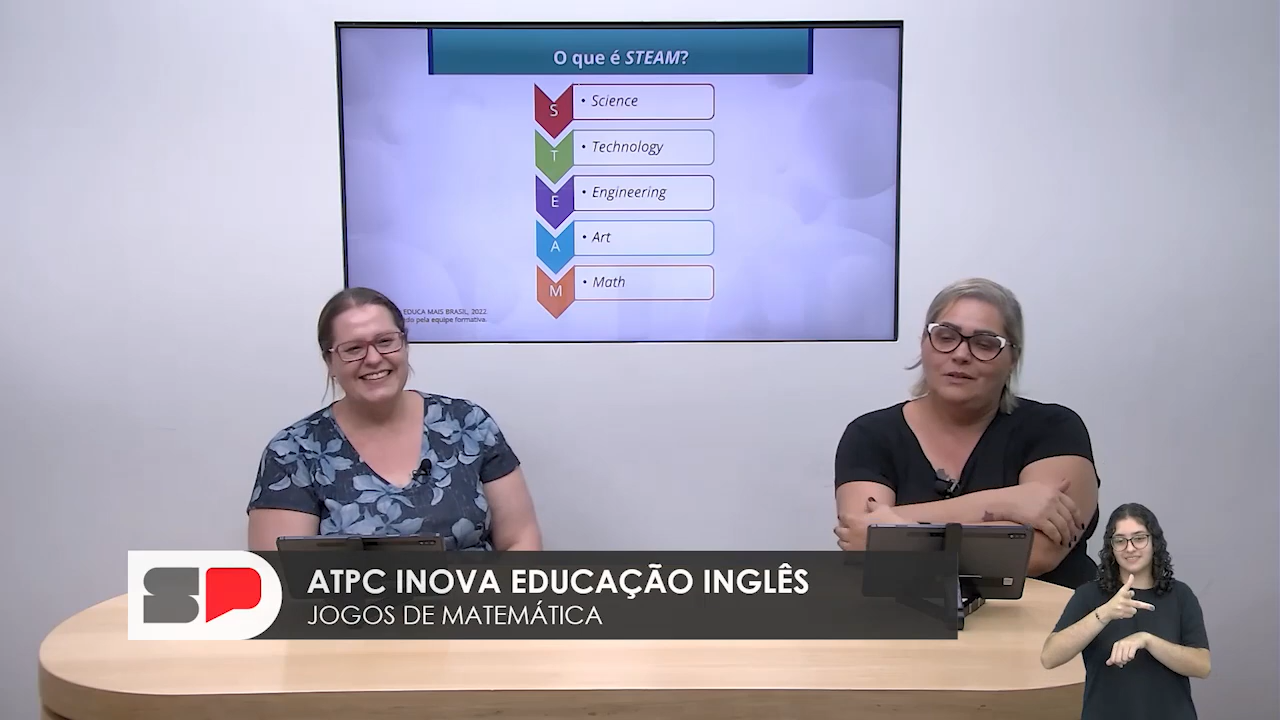 O que é STEAM?
S
• Science
T
• Technology
E
• Engineering
A
• Art
M
• Math
EDUCA MAIS BRASIL, 2022
pela equipe formativa.
SP
ATPC INOVA EDUCAÇÃO INGLÊS
JOGOS DE MATEMÁTICA